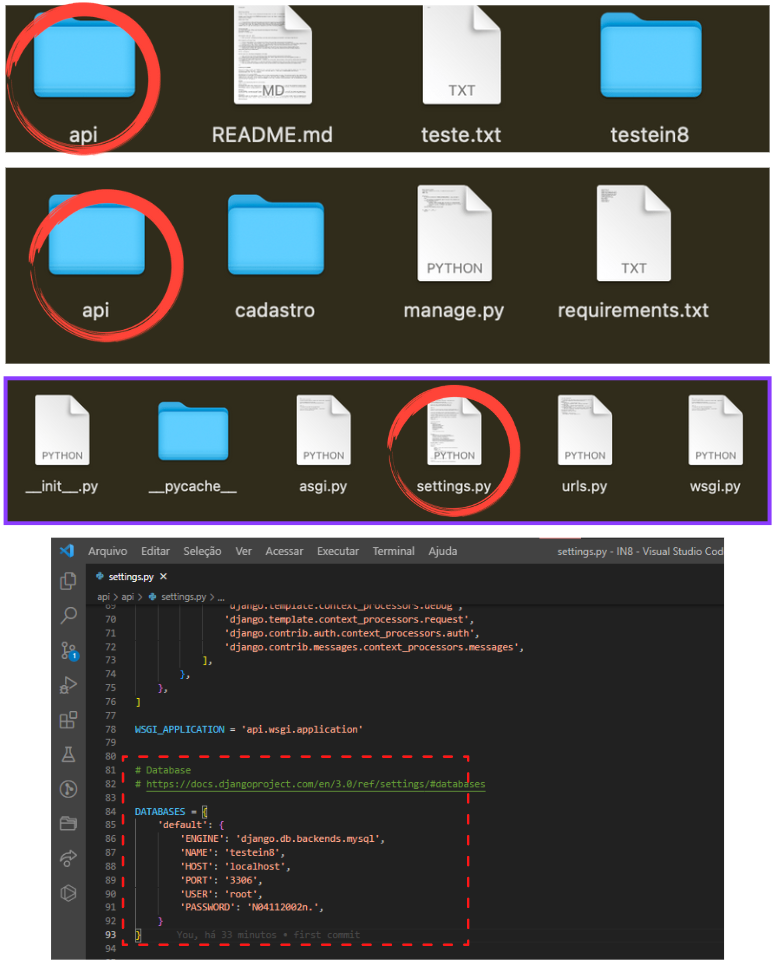 MD
TXT
api
README.md
teste.txt
testein8
PYTHON
TXT
api
cadastro
manage.py
requirements.txt
PYTHON
PYTHON
PYTHON
PYTHON
PYTHON
__init__.py
__pycache__
asgi.py
settings.py
urls.py
wsgi.py
Arquivo Editar Seleção Ver Acessar Executar Terminal Ajuda settings.py - IN8 - Visual Studio Cod
settings.py
api > api > settings.py > ...
69 'django.template.context_processors.debug',
70 'django.template.context_processors.request',
71 'django.contrib.auth.context_processors.auth',
72 'django.contrib.messages.context_processors.messages',
73 ],
74 },
75 },
76 ]
77
78 WSGI_APPLICATION = 'api.wsgi.application'
79
80
81 # Database
82 # https://docs.djangoproject.com/en/3.0/ref/settings/#databases
83
84 DATABASES = {
85 'default': {
86 'ENGINE': 'django.db.backends.mysql',
87 'NAME': 'testein8',
88 'HOST': 'localhost',
89 'PORT': '3306',
90 'USER': 'root',
91 'PASSWORD': 'N04112002n.',
92 }
93 } You, há 33 minutos • first commit
94
1